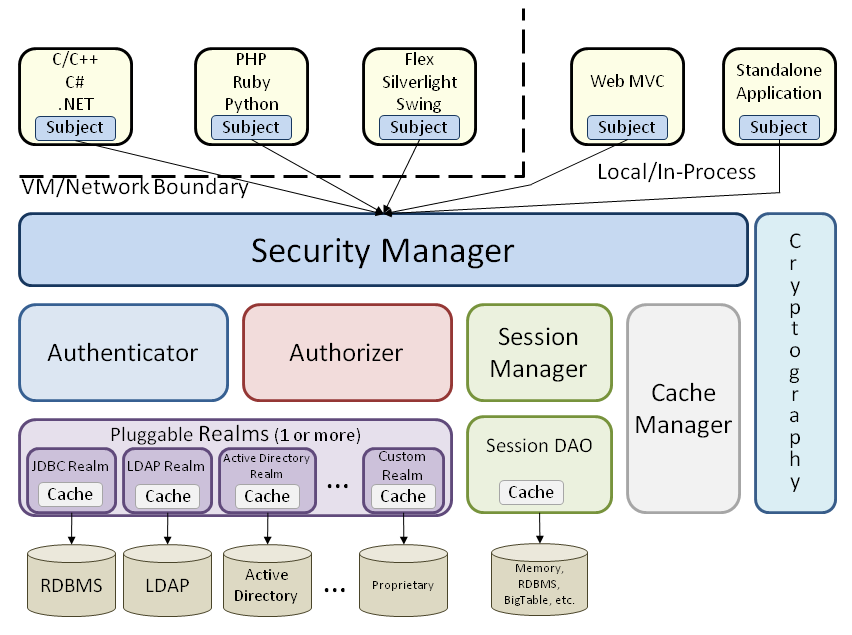 C/C++
C#
.NET
Subject
PHP
Ruby
Python
Subject
Flex
Silverlight
Swing
Subject
Web MVC
Subject
Standalone
Application
Subject
VM/Network Boundary
Local/In-Process
Security Manager
Cryptography
Authenticator
Authorizer
Session
Manager
Cache
Manager
Pluggable Realms (1 or more)
JDBC Realm
Cache
LDAP Realm
Cache
Active Directory
Realm
Cache
...
Custom
Realm
Cache
Session DAO
Cache
RDBMS
LDAP
Active
Directory
...
Proprietary
Memory,
RDBMS,
BigTable, etc.